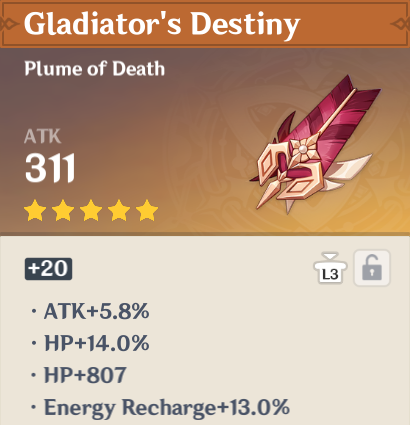 Gladiator's Destiny
Plume of Death
ATK
311
+20
L3
· ATK+5.8%
· HP+14.0%
· HP+807
· Energy Recharge+13.0%